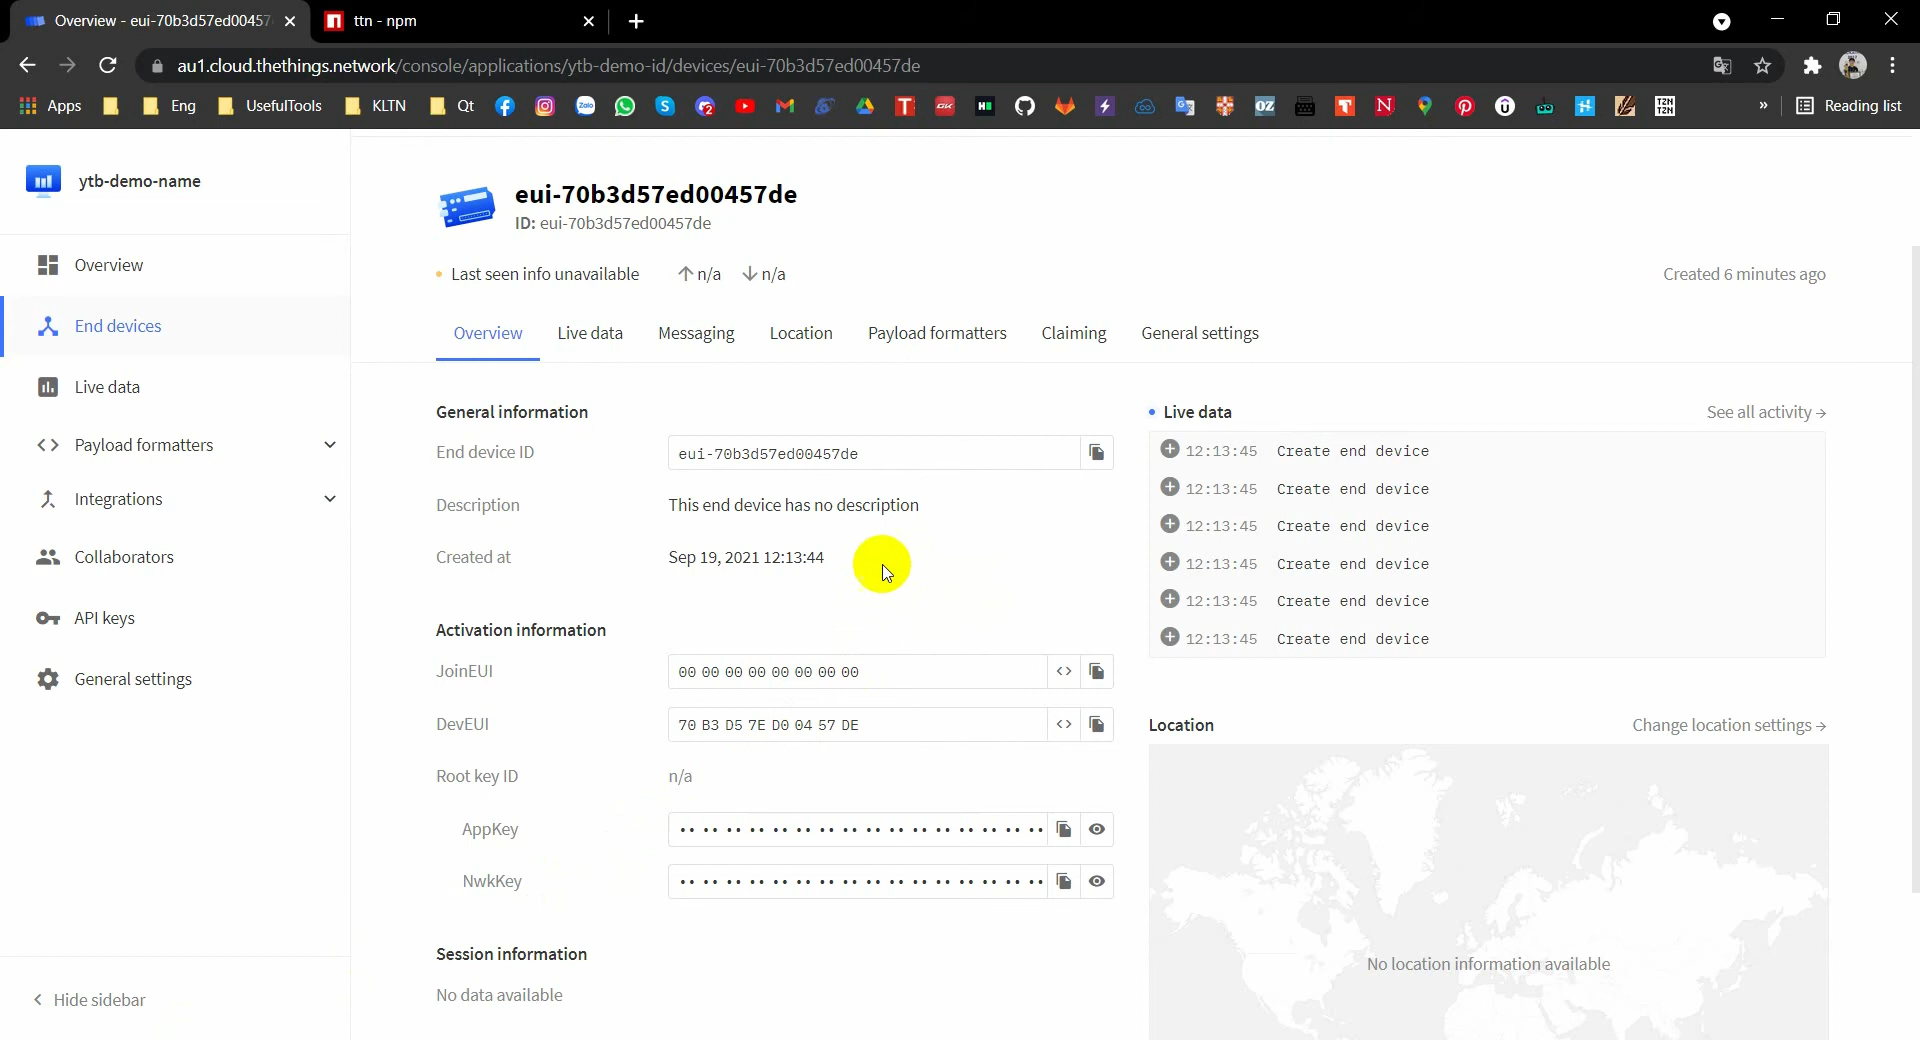 Overview - eui-70b3d57ed00457
ttn - npm
au1.cloud.thethings.network/console/applications/ytb-demo-id/devices/eui-70b3d57ed00457de
Apps
Eng
UsefulTools
KLTN
Qt
»
Reading list
ytb-demo-name
Overview
End devices
Live data
Payload formatters
Integrations
Collaborators
API keys
General settings
Hide sidebar
eui-70b3d57ed00457de
ID: eui-70b3d57ed00457de
Last seen info unavailable ↑ n/a ↓ n/a
Created 6 minutes ago
Overview Live data Messaging Location Payload formatters Claiming General settings
General information
End device ID eui-70b3d57ed00457de
Description This end device has no description
Created at Sep 19, 2021 12:13:44
Activation information
JoinEUI 00 00 00 00 00 00 00 00 <>
DevEUI 70 B3 D5 7E D0 04 57 DE <>
Root key ID n/a
AppKey
NwkKey
Session information
No data available
Live data See all activity →
12:13:45 Create end device
12:13:45 Create end device
12:13:45 Create end device
12:13:45 Create end device
12:13:45 Create end device
12:13:45 Create end device
Location Change location settings →
No location information available